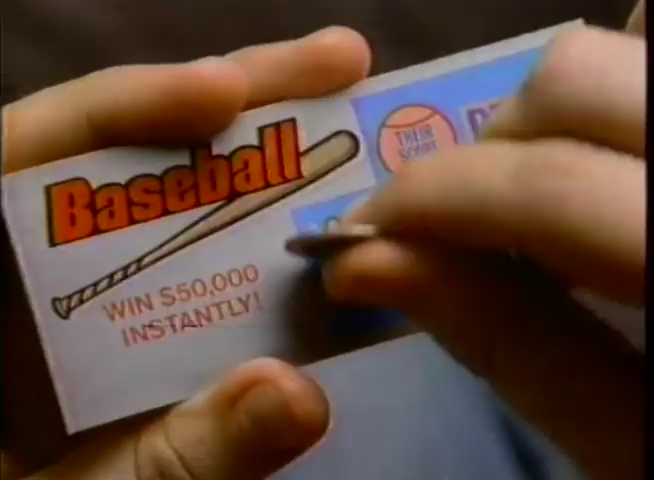 Baseball
THEIR
SCORE
WIN $50,000
INSTANTLY!